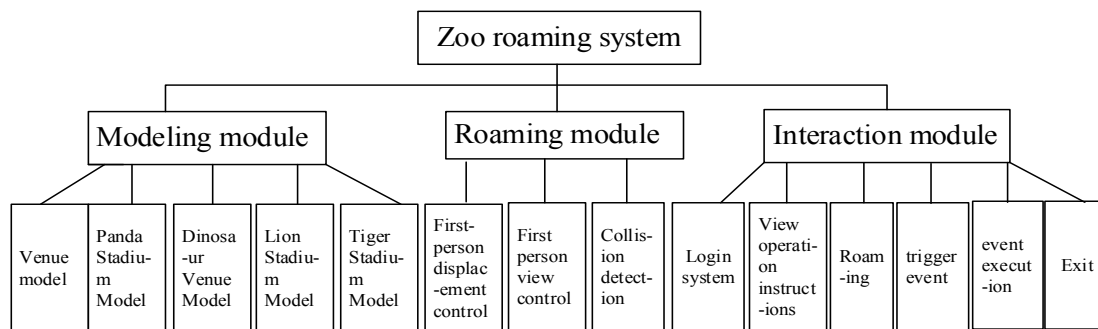 Zoo roaming system
Modeling module
Roaming module
Interaction module
Venue
model
Panda
Stadiu-
m
Model
Dinosa-
-ur
Venue
Model
Lion
Stadiu-
m
Model
Tiger
Stadiu-
m
Model
First-
person
displac
-ement
control
First
person
view
control
Collis-
ion
detect-
-ion
Login
system
View
operati-
on
instruct
-ions
Roam
-ing
trigger
event
event
execut
-ion
Exit